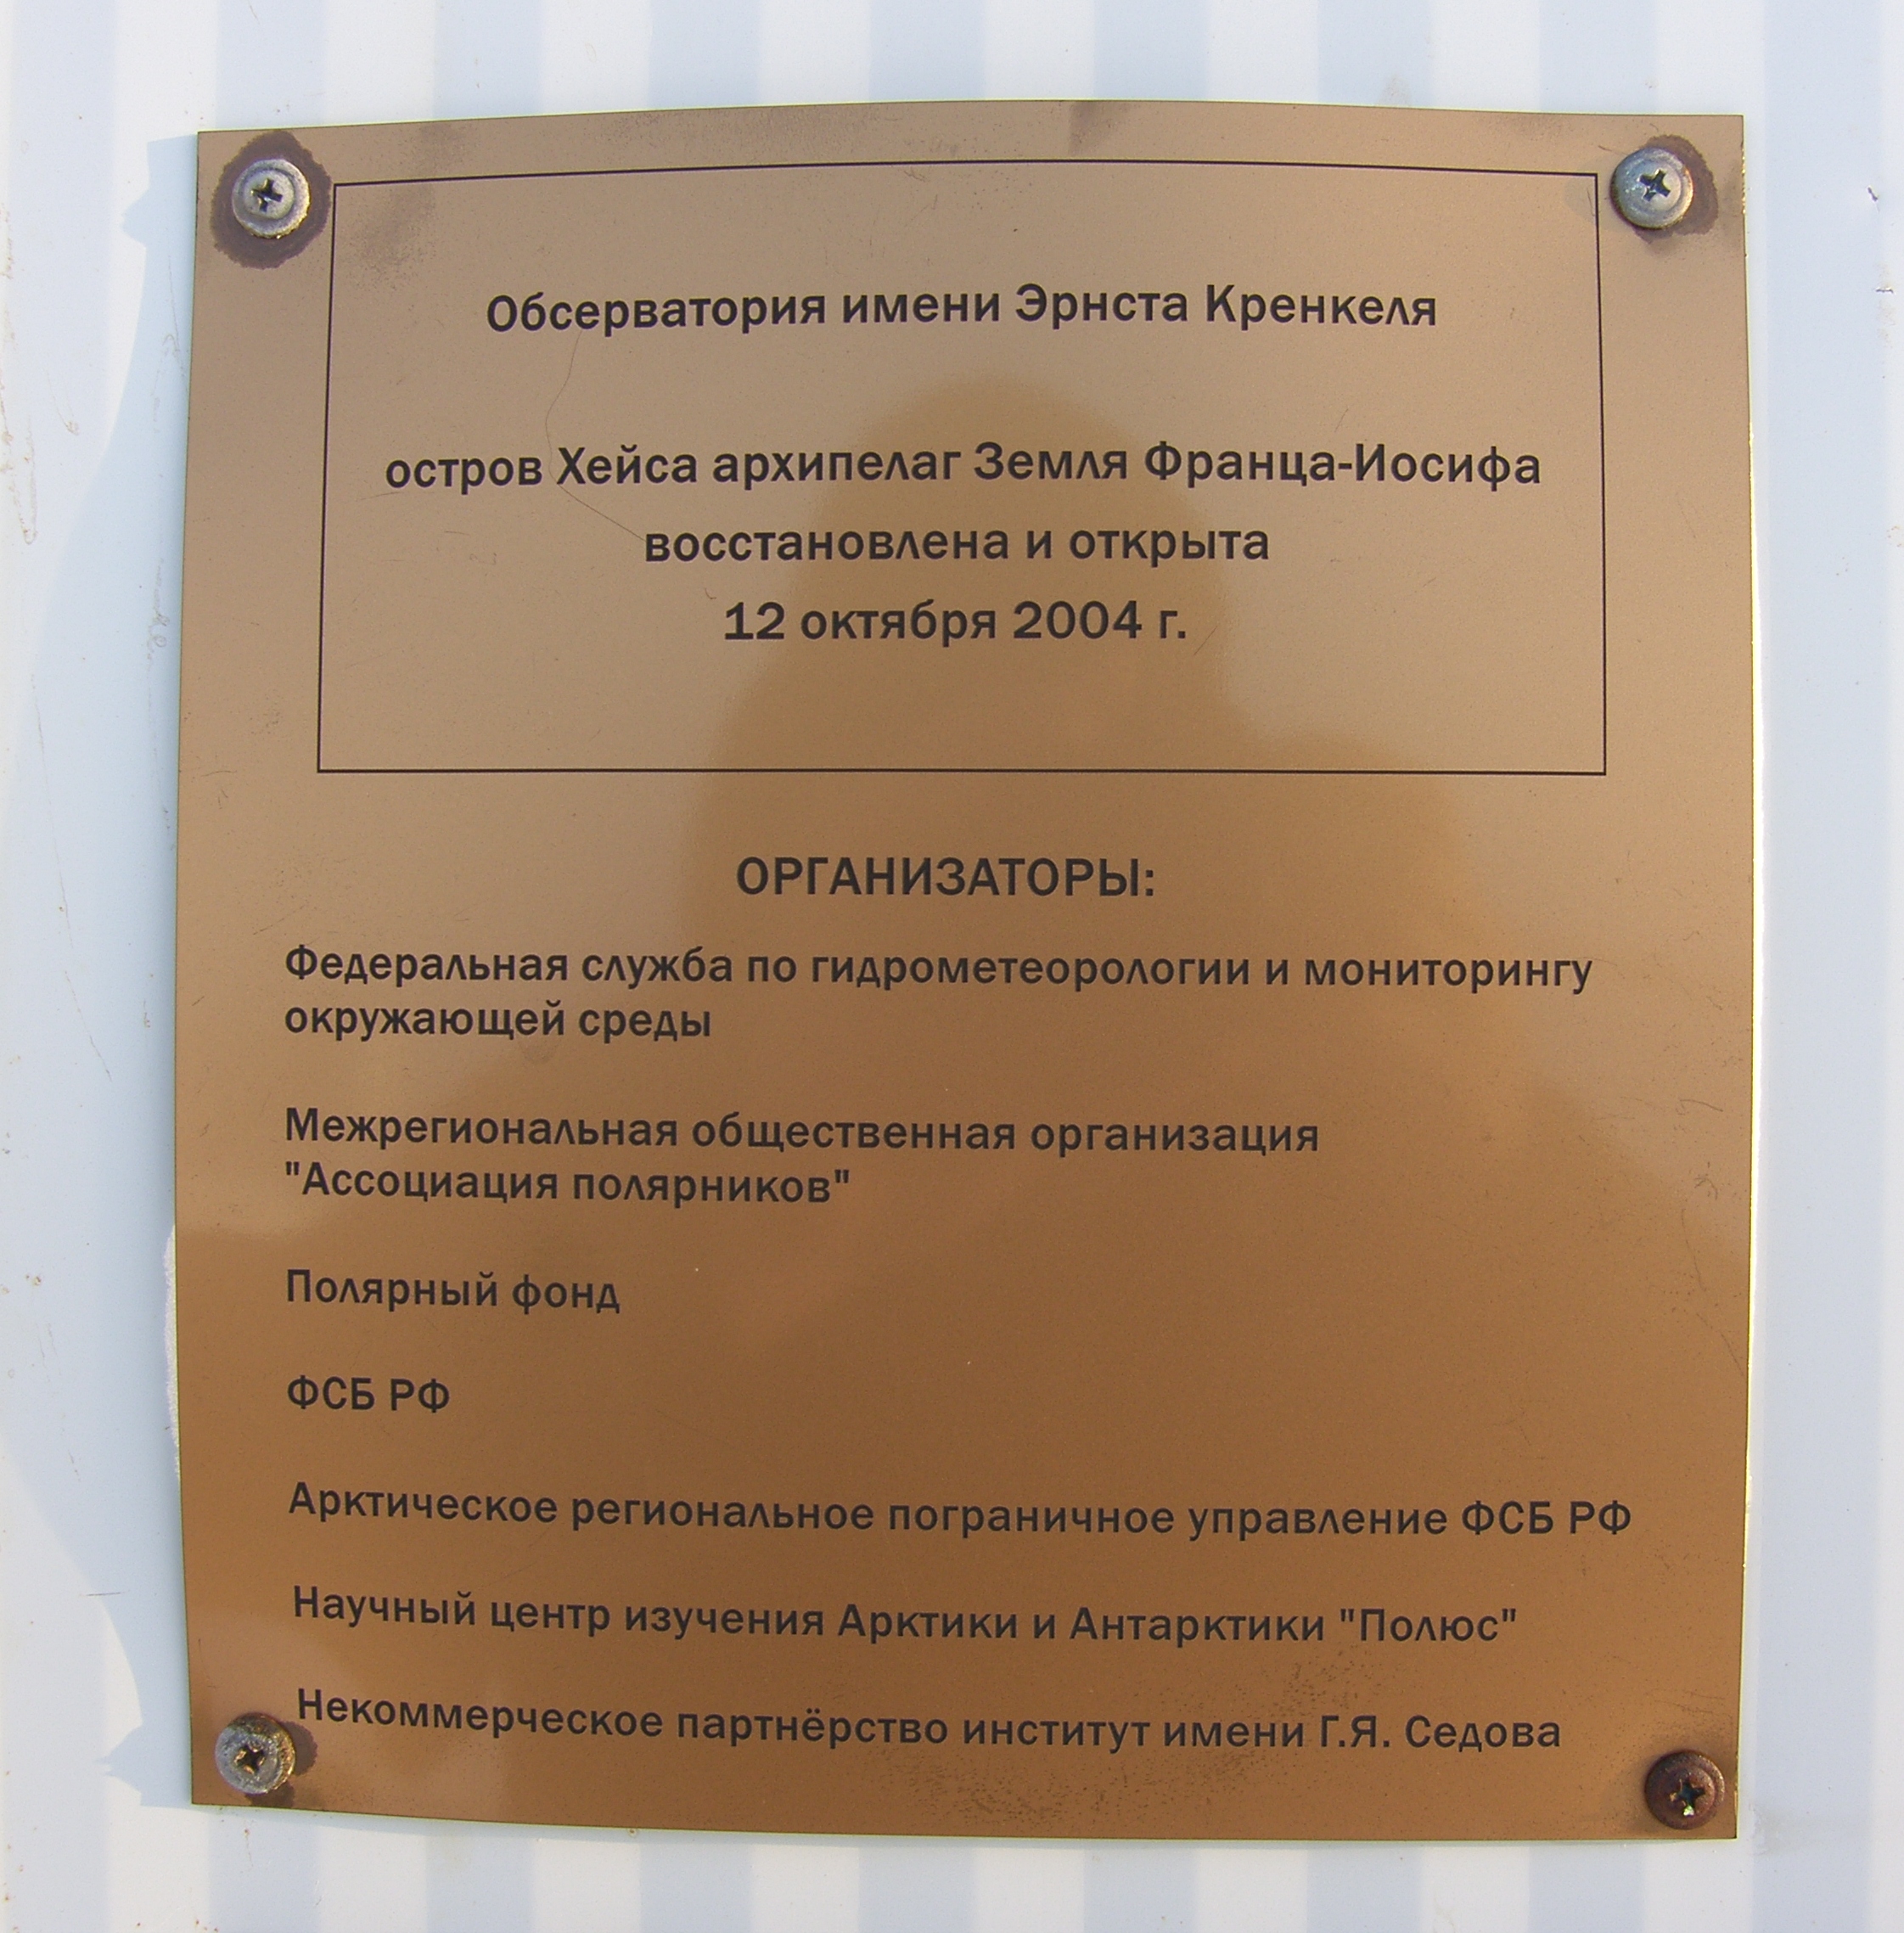 Обсерватория имени Эрнста Кренкеля
остров Хейса архипелаг Земля Франца-Иосифа
восстановлена и открыта
12 октября 2004 г.
ОРГАНИЗАТОРЫ:
Федеральная служба по гидрометеорологии и мониторингу
окружающей среды
Межрегиональная общественная организация
"Ассоциация полярников"
Полярный фонд
ФСБ РФ
Арктическое региональное пограничное управление ФСБ РФ
Научный центр изучения Арктики и Антарктики "Полюс"
Некоммерческое партнёрство институт имени Г.Я. Седова